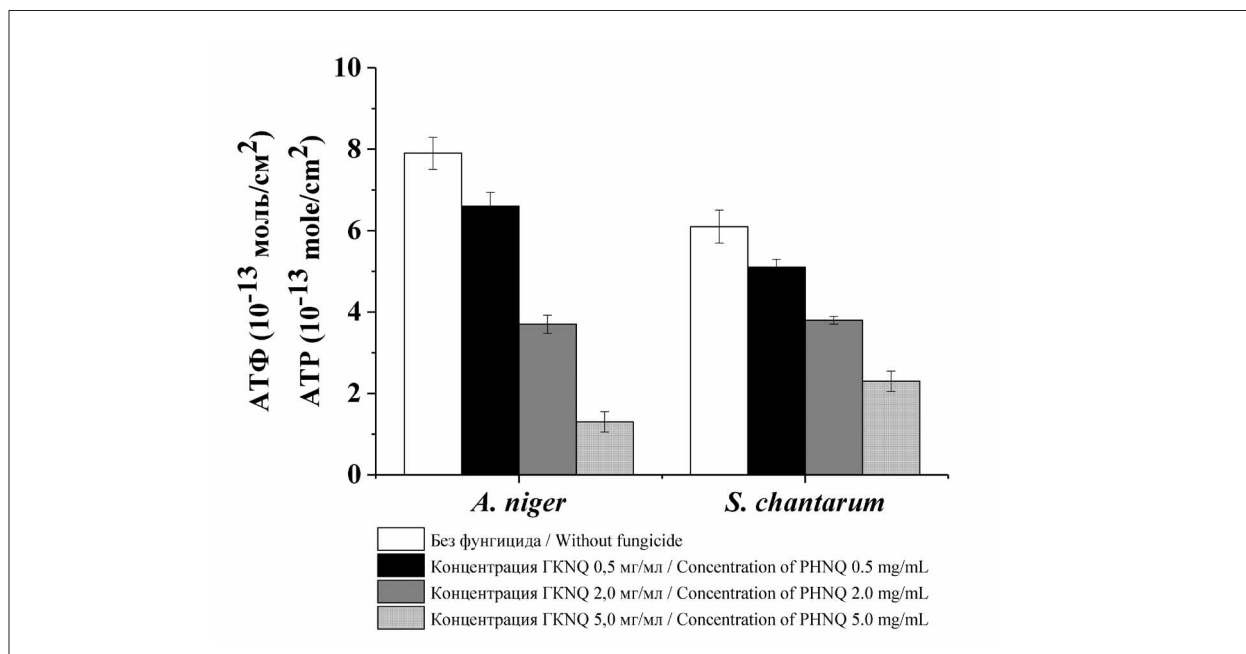 10
8
6
4
2
0
АТФ (10⁻¹³ моль/см²)
ATP (10⁻¹³ mole/cm²)
A. niger
S. chantarum
Без фунгицида / Without fungicide
Концентрация ГКNQ 0,5 мг/мл / Concentration of PHNQ 0.5 mg/mL
Концентрация ГКNQ 2,0 мг/мл / Concentration of PHNQ 2.0 mg/mL
Концентрация ГКNQ 5,0 мг/мл / Concentration of PHNQ 5.0 mg/mL